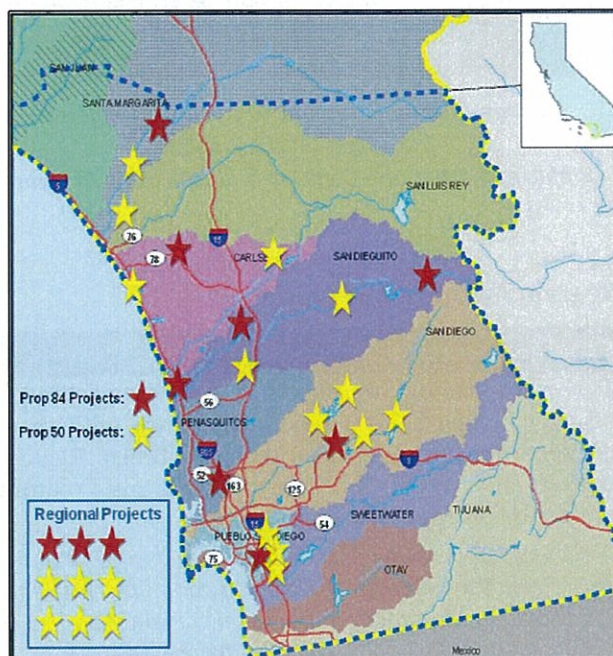 SAN JUAN
SANTA MARGARITA
5
SAN LUIS REY
76
15
78
CARLSB
SAN DIEGUITO
SAN DIEGO
Prop 84 Projects:
56
Prop 50 Projects:
PENASQUITOS
805
52
163
125
8
Regional Projects
15
54
SWEETWATER
TIJUANA
PUEBLO S DIEGO
75
OTAY
Mexico